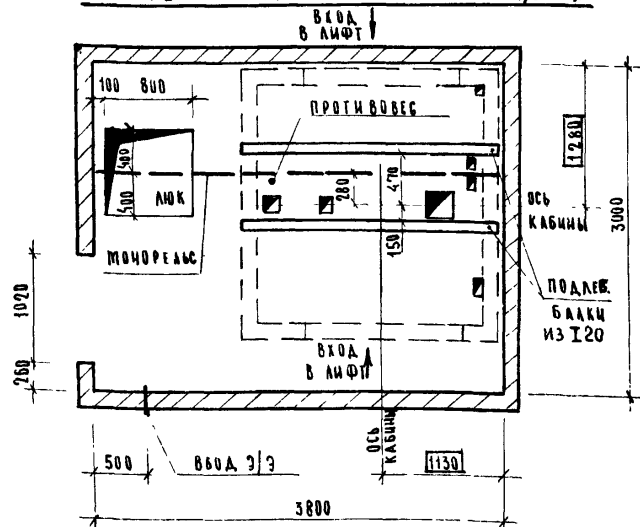 ВХОД
В ЛИФТ
100 800
ПРОТИВОВЕС
1280
400
470
280
3000
400
ЛЮК
ОСЬ
КАБИНЫ
МОНОРЕЛЬС
150
ПОДЛЕБ.
БАЛКИ
ИЗ I20
1020
ВХОД
В ЛИФТ
260
500
ВВОД Э/Э
ОСЬ
КАБИНЫ
1130
3800